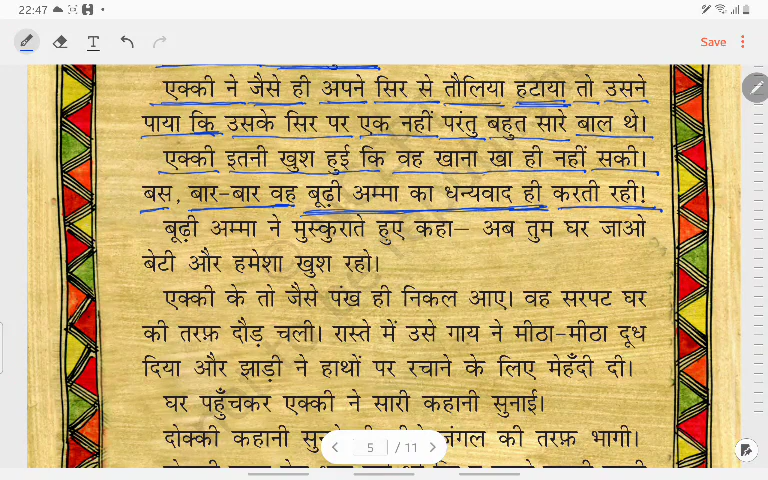 22:47
Save
एक्की ने जैसे ही अपने सिर से तौलिया हटाया तो उसने
पाया कि उसके सिर पर एक नहीं परंतु बहुत सारे बाल थे।
एक्की इतनी खुश हुई कि वह खाना खा ही नहीं सकी।
बस, बार-बार वह बूढ़ी अम्मा का धन्यवाद ही करती रही!
बूढ़ी अम्मा ने मुस्कुराते हुए कहा– अब तुम घर जाओ
बेटी और हमेशा खुश रहो।
एक्की के तो जैसे पंख ही निकल आए। वह सरपट घर
की तरफ़ दौड़ चली। रास्ते में उसे गाय ने मीठा-मीठा दूध
दिया और झाड़ी ने हाथों पर रचाने के लिए मेहँदी दी।
घर पहुँचकर एक्की ने सारी कहानी सुनाई।
दोक्की कहानी जंगल की तरफ़ भागी।
5 / 11